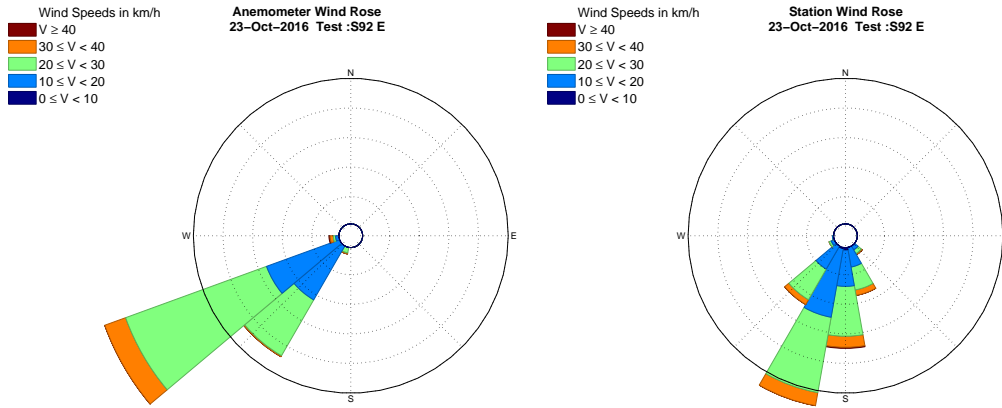 Wind Speeds in km/h
V ≥ 40
30 ≤ V < 40
20 ≤ V < 30
10 ≤ V < 20
0 ≤ V < 10
Anemometer Wind Rose
23−Oct−2016 Test :S92 E
N
W
E
S
Wind Speeds in km/h
V ≥ 40
30 ≤ V < 40
20 ≤ V < 30
10 ≤ V < 20
0 ≤ V < 10
Station Wind Rose
23−Oct−2016 Test :S92 E
N
W
S